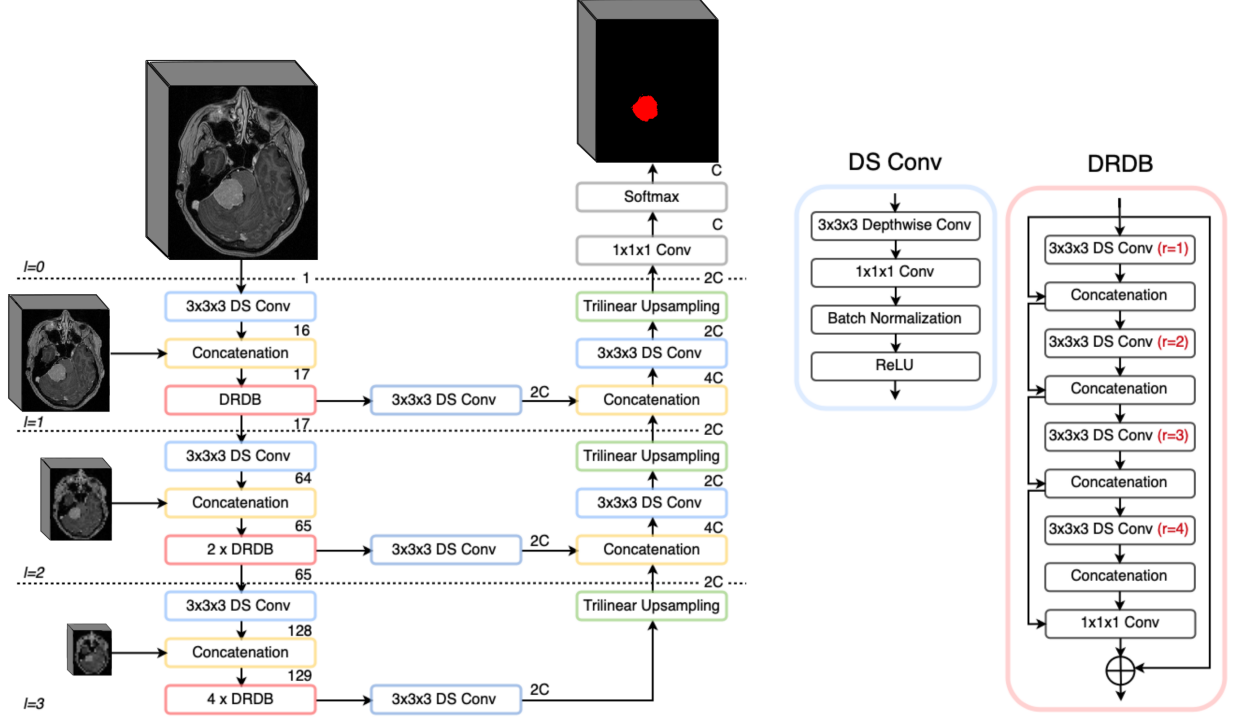 C
Softmax
C
1x1x1 Conv
l=0
1
2C
3x3x3 DS Conv
Trilinear Upsampling
16
2C
Concatenation
3x3x3 DS Conv
17
4C
DRDB
3x3x3 DS Conv
2C
Concatenation
l=1
17
2C
3x3x3 DS Conv
Trilinear Upsampling
64
2C
Concatenation
3x3x3 DS Conv
65
4C
2 x DRDB
3x3x3 DS Conv
2C
Concatenation
l=2
65
2C
3x3x3 DS Conv
Trilinear Upsampling
128
Concatenation
129
4 x DRDB
3x3x3 DS Conv
2C
l=3
DS Conv
3x3x3 Depthwise Conv
1x1x1 Conv
Batch Normalization
ReLU
DRDB
3x3x3 DS Conv (r=1)
Concatenation
3x3x3 DS Conv (r=2)
Concatenation
3x3x3 DS Conv (r=3)
Concatenation
3x3x3 DS Conv (r=4)
Concatenation
1x1x1 Conv